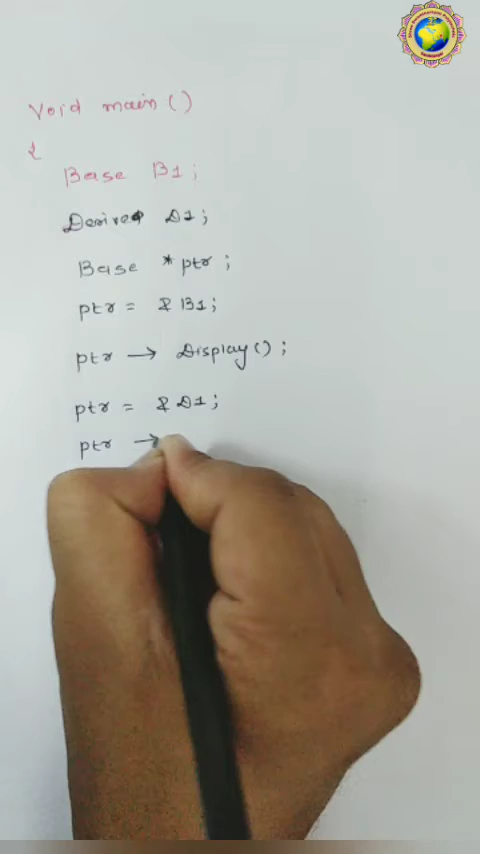 Void main ()
{
Base B1;
Derived D1;
Base *ptr;
ptr = & B1;
ptr → Display();
ptr = & D1;
ptr →